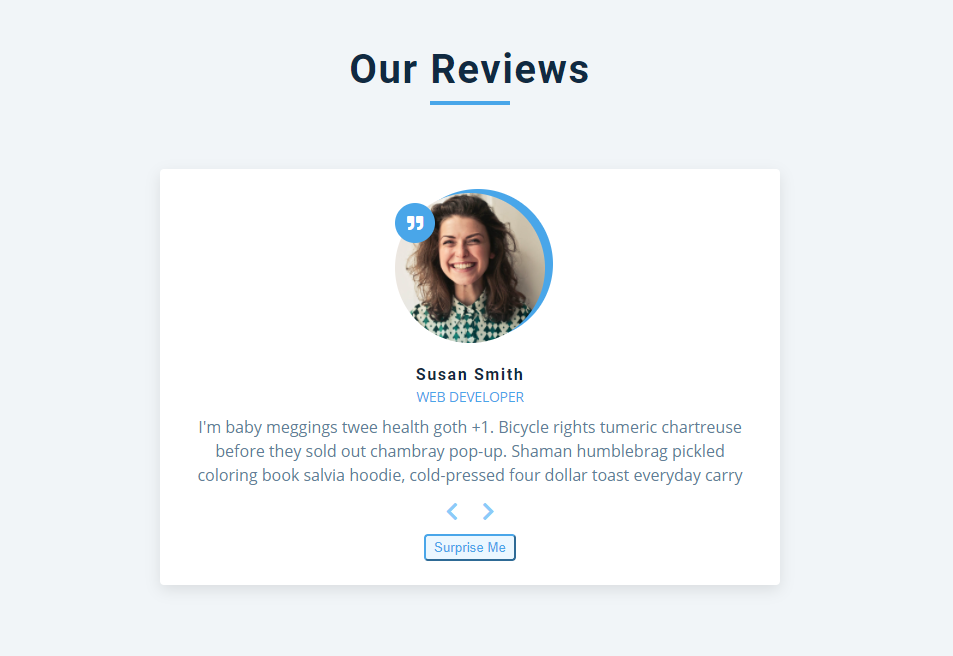 Our Reviews
Susan Smith
WEB DEVELOPER
I'm baby meggings twee health goth +1. Bicycle rights tumeric chartreuse
before they sold out chambray pop-up. Shaman humblebrag pickled
coloring book salvia hoodie, cold-pressed four dollar toast everyday carry
Surprise Me